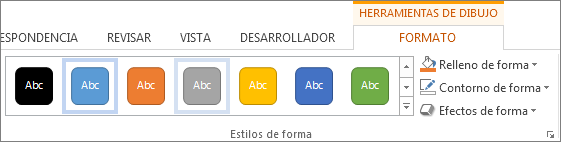 HERRAMIENTAS DE DIBUJO
ESPONDENCIA REVISAR VISTA DESARROLLADOR FORMATO
Abc Abc Abc Abc Abc Abc Abc
Relleno de forma
Contorno de forma
Efectos de forma
Estilos de forma